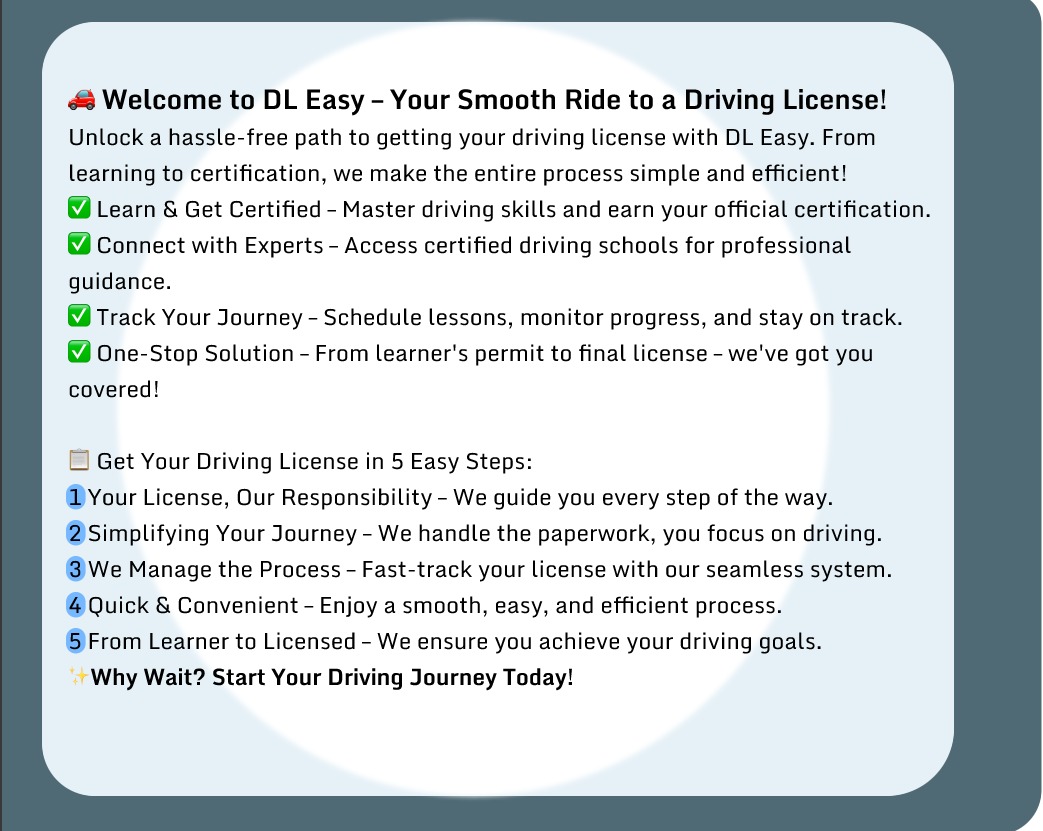 🚗 Welcome to DL Easy – Your Smooth Ride to a Driving License!
Unlock a hassle-free path to getting your driving license with DL Easy. From
learning to certification, we make the entire process simple and efficient!
✅ Learn & Get Certified – Master driving skills and earn your official certification.
✅ Connect with Experts – Access certified driving schools for professional
guidance.
✅ Track Your Journey – Schedule lessons, monitor progress, and stay on track.
✅ One-Stop Solution – From learner's permit to final license – we've got you
covered!
📋 Get Your Driving License in 5 Easy Steps:
1 Your License, Our Responsibility – We guide you every step of the way.
2 Simplifying Your Journey – We handle the paperwork, you focus on driving.
3 We Manage the Process – Fast-track your license with our seamless system.
4 Quick & Convenient – Enjoy a smooth, easy, and efficient process.
5 From Learner to Licensed – We ensure you achieve your driving goals.
✨Why Wait? Start Your Driving Journey Today!